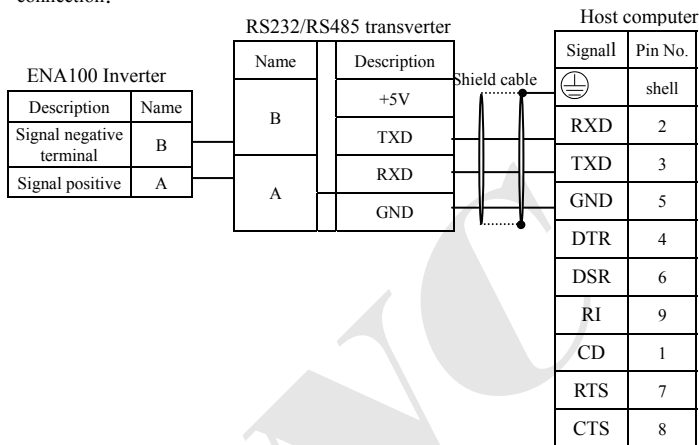 connection:
RS232/RS485 transverter
Host computer
ENA100 Inverter
Description Name
Signal negative terminal B
Signal positive A
Name Description
B
A
+5V
TXD
RXD
GND
Shield cable
Signall Pin No.
shell
RXD 2
TXD 3
GND 5
DTR 4
DSR 6
RI 9
CD 1
RTS 7
CTS 8